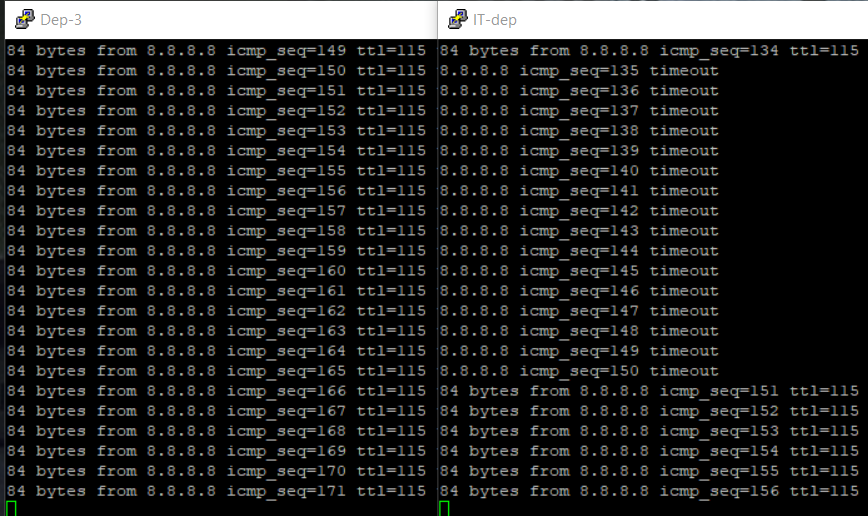 Dep-3
84 bytes from 8.8.8.8 icmp_seq=149 ttl=115
84 bytes from 8.8.8.8 icmp_seq=150 ttl=115
84 bytes from 8.8.8.8 icmp_seq=151 ttl=115
84 bytes from 8.8.8.8 icmp_seq=152 ttl=115
84 bytes from 8.8.8.8 icmp_seq=153 ttl=115
84 bytes from 8.8.8.8 icmp_seq=154 ttl=115
84 bytes from 8.8.8.8 icmp_seq=155 ttl=115
84 bytes from 8.8.8.8 icmp_seq=156 ttl=115
84 bytes from 8.8.8.8 icmp_seq=157 ttl=115
84 bytes from 8.8.8.8 icmp_seq=158 ttl=115
84 bytes from 8.8.8.8 icmp_seq=159 ttl=115
84 bytes from 8.8.8.8 icmp_seq=160 ttl=115
84 bytes from 8.8.8.8 icmp_seq=161 ttl=115
84 bytes from 8.8.8.8 icmp_seq=162 ttl=115
84 bytes from 8.8.8.8 icmp_seq=163 ttl=115
84 bytes from 8.8.8.8 icmp_seq=164 ttl=115
84 bytes from 8.8.8.8 icmp_seq=165 ttl=115
84 bytes from 8.8.8.8 icmp_seq=166 ttl=115
84 bytes from 8.8.8.8 icmp_seq=167 ttl=115
84 bytes from 8.8.8.8 icmp_seq=168 ttl=115
84 bytes from 8.8.8.8 icmp_seq=169 ttl=115
84 bytes from 8.8.8.8 icmp_seq=170 ttl=115
84 bytes from 8.8.8.8 icmp_seq=171 ttl=115
IT-dep
84 bytes from 8.8.8.8 icmp_seq=134 ttl=115
8.8.8.8 icmp_seq=135 timeout
8.8.8.8 icmp_seq=136 timeout
8.8.8.8 icmp_seq=137 timeout
8.8.8.8 icmp_seq=138 timeout
8.8.8.8 icmp_seq=139 timeout
8.8.8.8 icmp_seq=140 timeout
8.8.8.8 icmp_seq=141 timeout
8.8.8.8 icmp_seq=142 timeout
8.8.8.8 icmp_seq=143 timeout
8.8.8.8 icmp_seq=144 timeout
8.8.8.8 icmp_seq=145 timeout
8.8.8.8 icmp_seq=146 timeout
8.8.8.8 icmp_seq=147 timeout
8.8.8.8 icmp_seq=148 timeout
8.8.8.8 icmp_seq=149 timeout
8.8.8.8 icmp_seq=150 timeout
84 bytes from 8.8.8.8 icmp_seq=151 ttl=115
84 bytes from 8.8.8.8 icmp_seq=152 ttl=115
84 bytes from 8.8.8.8 icmp_seq=153 ttl=115
84 bytes from 8.8.8.8 icmp_seq=154 ttl=115
84 bytes from 8.8.8.8 icmp_seq=155 ttl=115
84 bytes from 8.8.8.8 icmp_seq=156 ttl=115